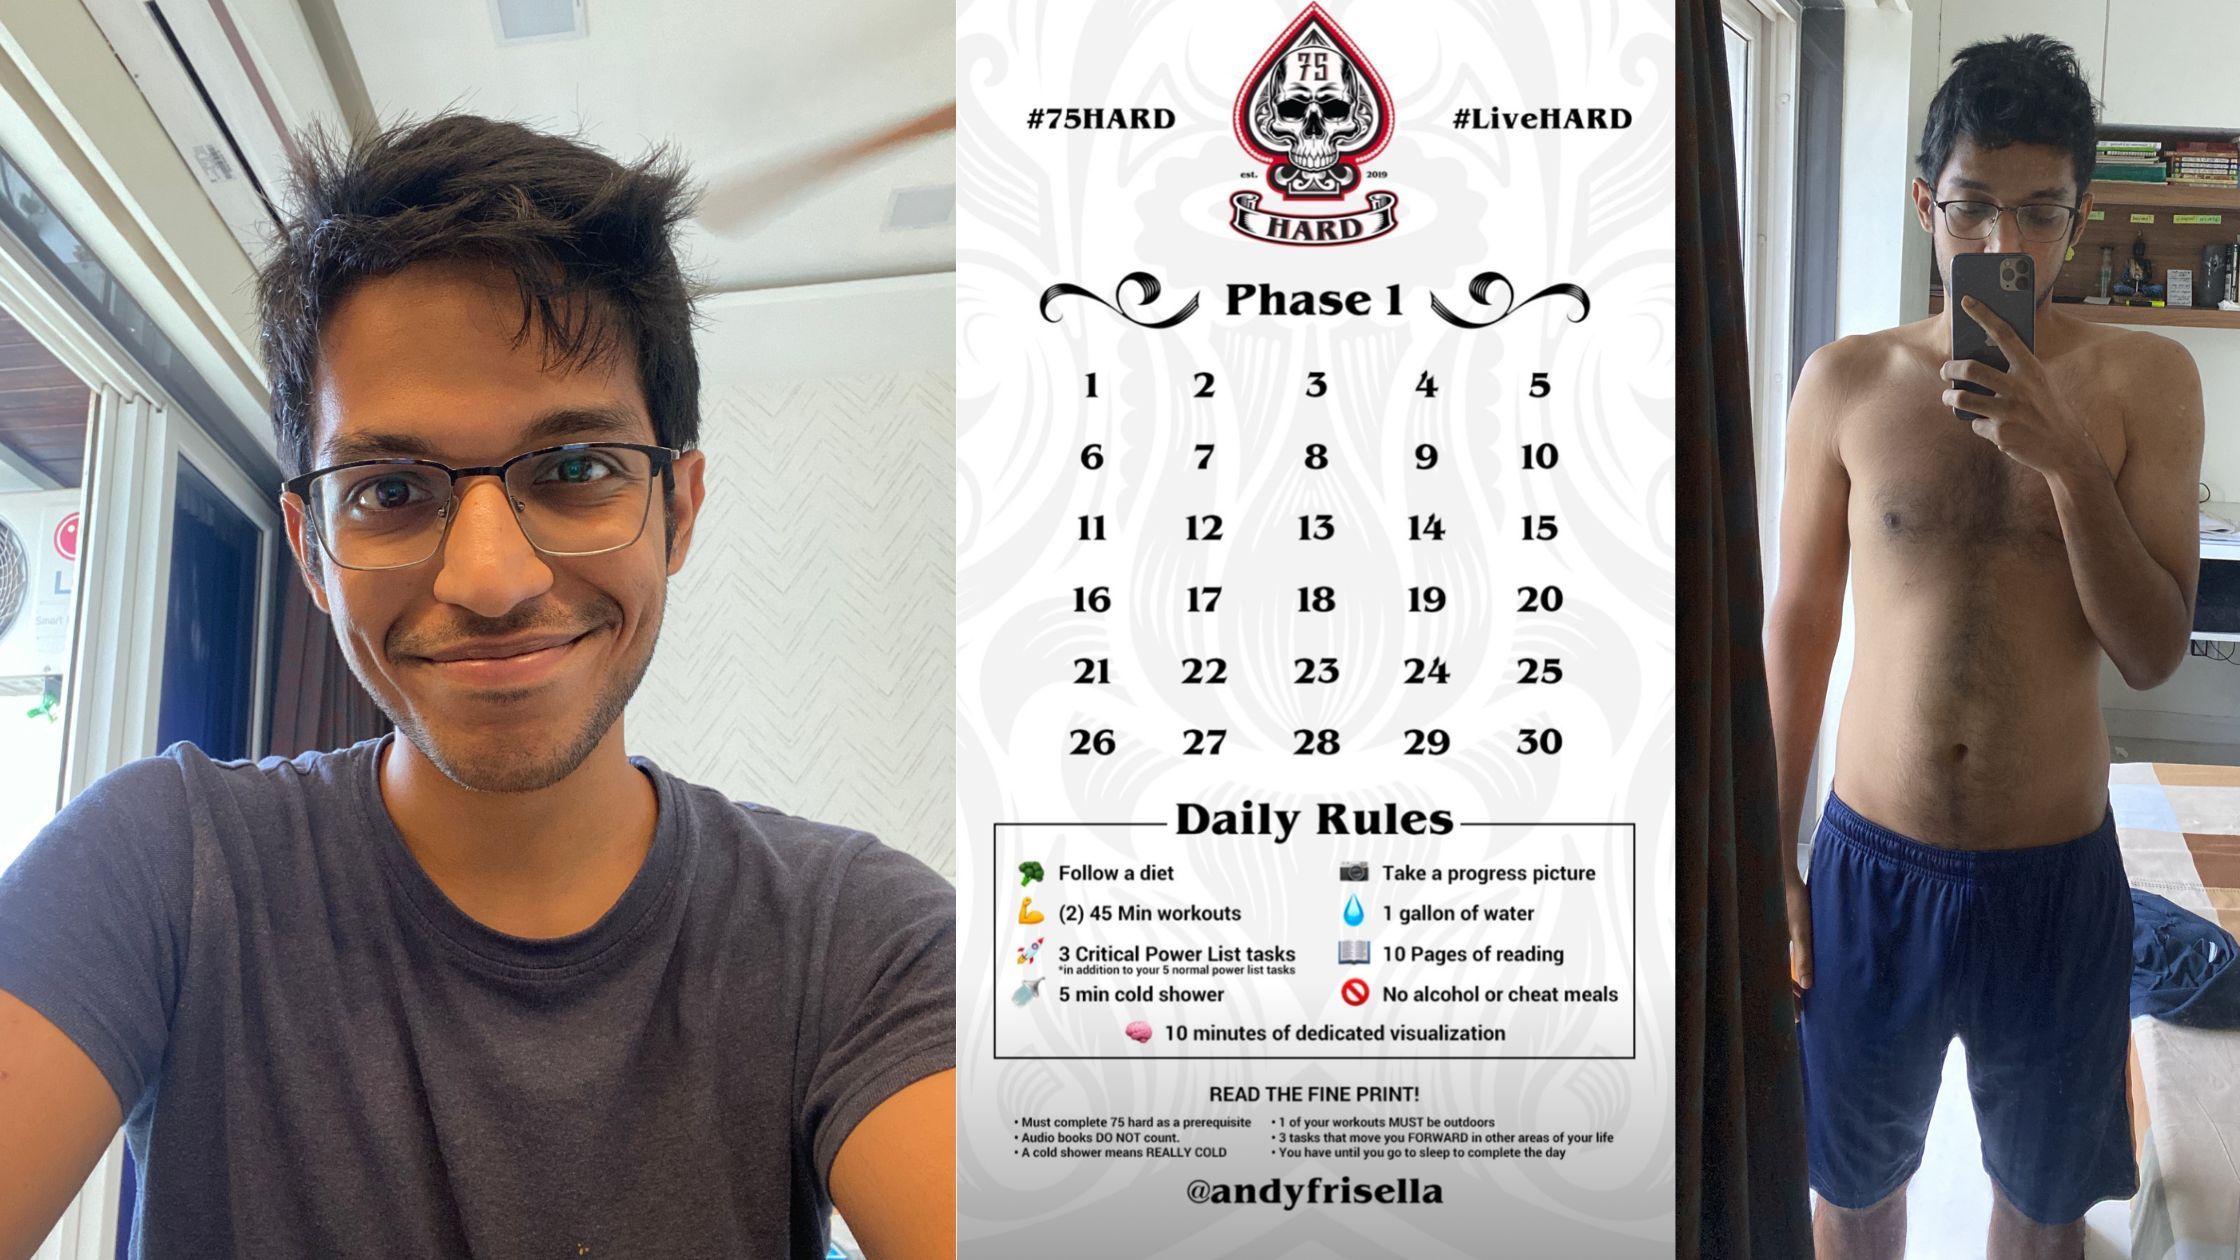 75
#75HARD
#LiveHARD
est.
2019
HARD
Phase 1
1 2 3 4 5
6 7 8 9 10
11 12 13 14 15
16 17 18 19 20
21 22 23 24 25
26 27 28 29 30
Daily Rules
Follow a diet
Take a progress picture
(2) 45 Min workouts
1 gallon of water
3 Critical Power List tasks
*in addition to your 5 normal power list tasks
10 Pages of reading
5 min cold shower
No alcohol or cheat meals
10 minutes of dedicated visualization
READ THE FINE PRINT!
• Must complete 75 hard as a prerequisite
• 1 of your workouts MUST be outdoors
• Audio books DO NOT count.
• 3 tasks that move you FORWARD in other areas of your life
• A cold shower means REALLY COLD
• You have until you go to sleep to complete the day
@andyfrisella
L
Smart